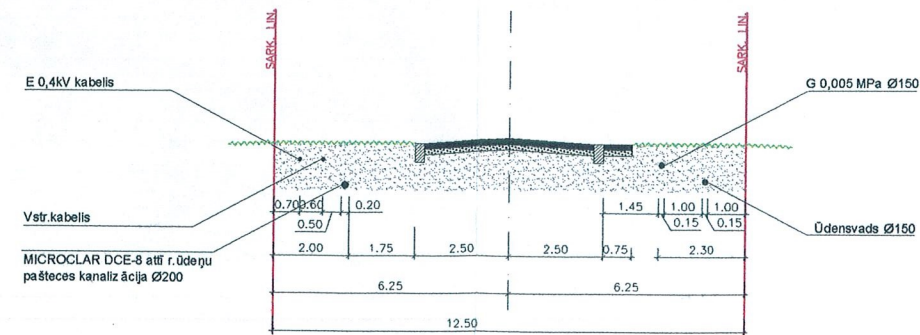 SARK. LIN.
SARK. LIN.
E 0,4kV kabelis
G 0,005 MPa Ø150
Vstr.kabelis
0.70 0.60 0.20
0.50
1.45 1.00 1.00
0.15 0.15
Ūdensvads Ø150
MICROCLAR DCE-8 attī r.ūdeņu
pašteces kanaliz ācija Ø200
2.00 1.75 2.50 2.50 0.75 2.30
6.25 6.25
12.50